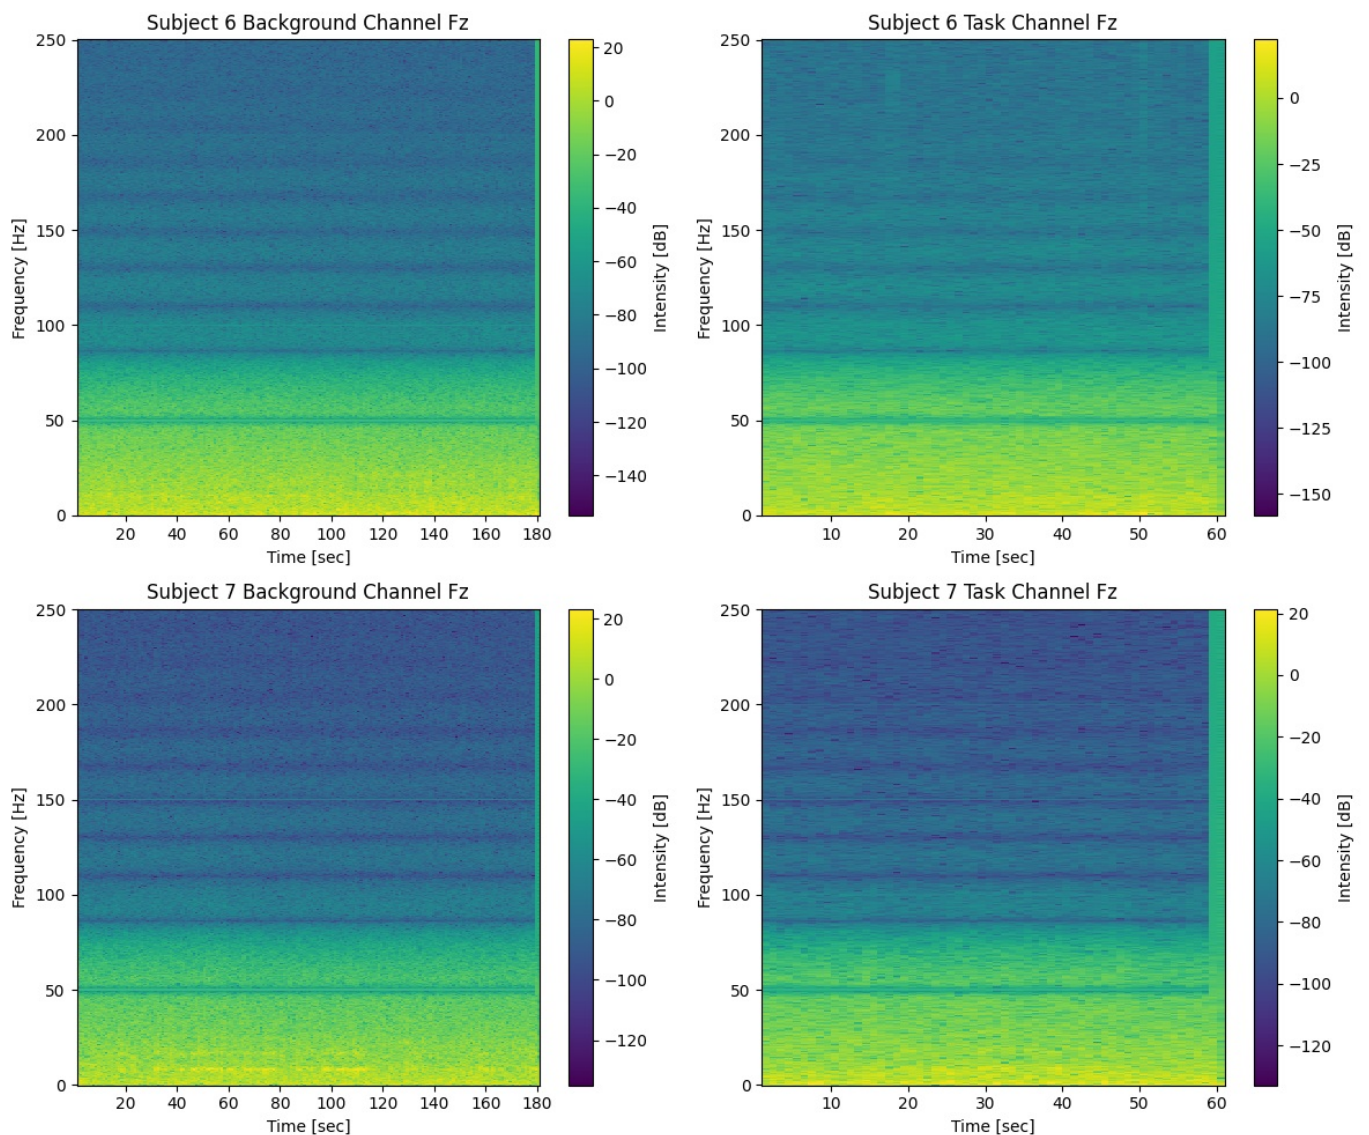 Subject 6 Background Channel Fz
250
200
150
100
50
0
Frequency [Hz]
20 40 60 80 100 120 140 160 180
Time [sec]
20
0
−20
−40
−60
−80
−100
−120
−140
Intensity [dB]
Subject 6 Task Channel Fz
250
200
150
100
50
0
Frequency [Hz]
10 20 30 40 50 60
Time [sec]
0
−25
−50
−75
−100
−125
−150
Intensity [dB]
Subject 7 Background Channel Fz
250
200
150
100
50
0
Frequency [Hz]
20 40 60 80 100 120 140 160 180
Time [sec]
20
0
−20
−40
−60
−80
−100
−120
Intensity [dB]
Subject 7 Task Channel Fz
250
200
150
100
50
0
Frequency [Hz]
10 20 30 40 50 60
Time [sec]
20
0
−20
−40
−60
−80
−100
−120
Intensity [dB]